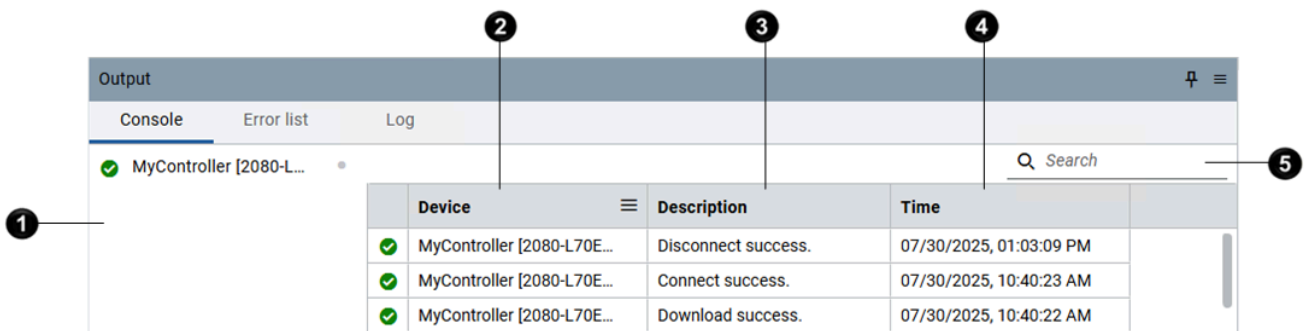 2 3 4
Output
Console Error list Log
MyController [2080-L...
Search 5
1
Device Description Time
MyController [2080-L70E... Disconnect success. 07/30/2025, 01:03:09 PM
MyController [2080-L70E... Connect success. 07/30/2025, 10:40:23 AM
MyController [2080-L70E... Download success. 07/30/2025, 10:40:22 AM